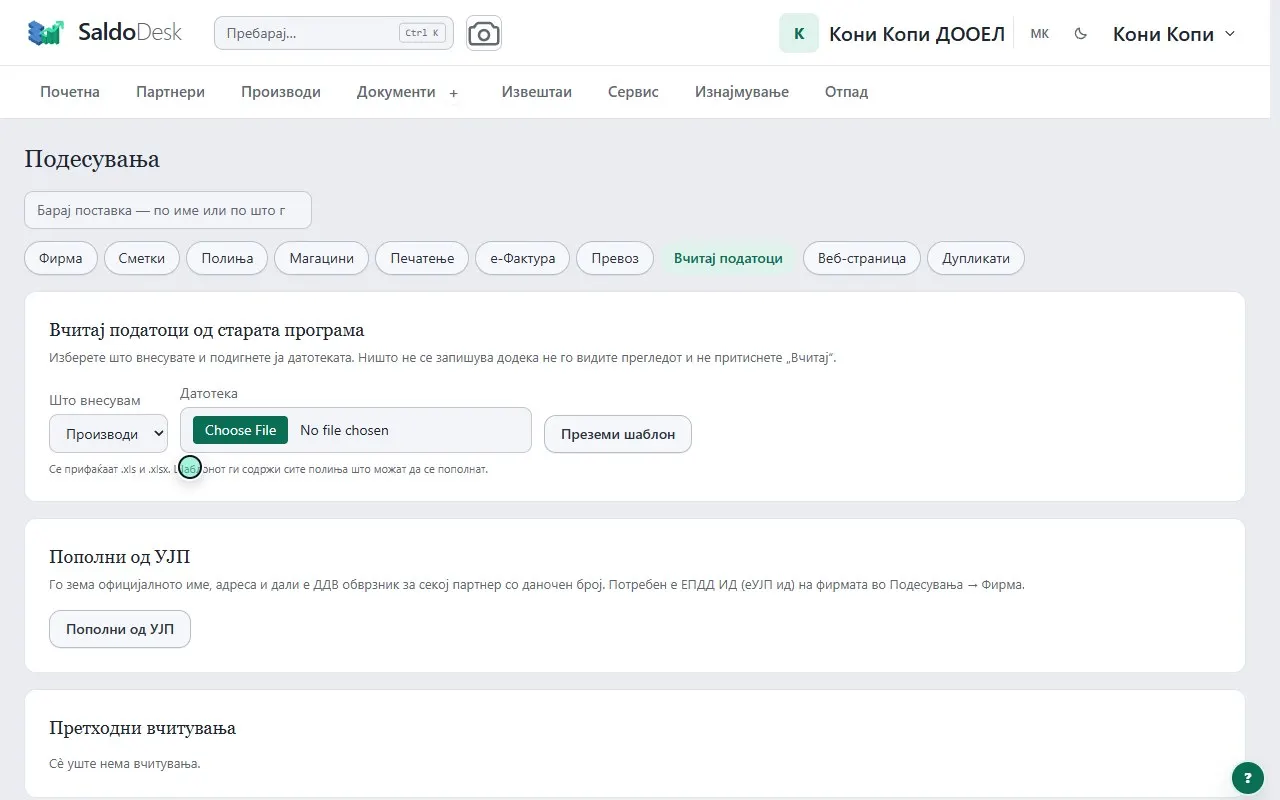 SaldoDesk
Пребарај...
Ctrl K
K
Кони Копи ДООЕЛ
МК
Кони Копи
Почетна
Партнери
Производи
Документи
+
Извештаи
Сервис
Изнајмување
Отпад
Подесувања
Барај поставка — по име или по што г
Фирма
Сметки
Полиња
Магацини
Печатење
е-Фактура
Превоз
Вчитај податоци
Веб-страница
Дупликати
Вчитај податоци од старата програма
Изберете што внесувате и подигнете ја датотеката. Ништо не се запишува додека не го видите прегледот и не притиснете „Вчитај“.
Што внесувам
Датотека
Производи
Choose File
No file chosen
Преземи шаблон
Се прифаќаат .xls и .xlsx. Шаблонот ги содржи сите полиња што можат да се пополнат.
Пополни од УЈП
Го зема официјалното име, адреса и дали е ДДВ обврзник за секој партнер со даночен број. Потребен е ЕПДД ИД (еУЈП ид) на фирмата во Подесувања → Фирма.
Пополни од УЈП
Претходни вчитувања
Сѐ уште нема вчитувања.
?